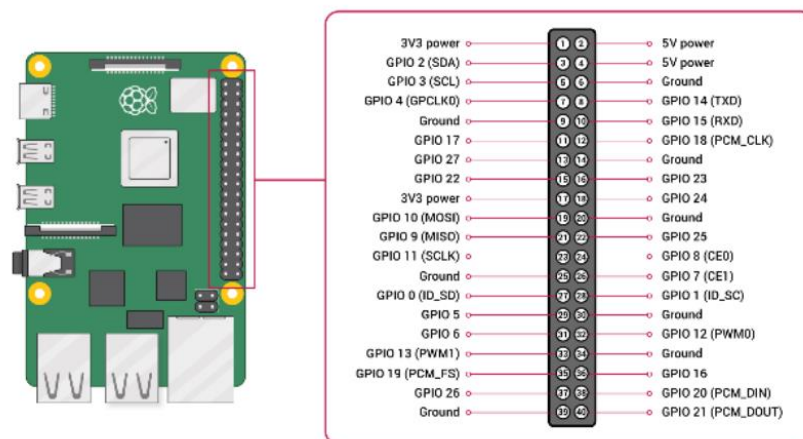 3V3 power 1 2 5V power
GPIO 2 (SDA) 3 4 5V power
GPIO 3 (SCL) 5 6 Ground
GPIO 4 (GPCLK0) 7 8 GPIO 14 (TXD)
Ground 9 10 GPIO 15 (RXD)
GPIO 17 11 12 GPIO 18 (PCM_CLK)
GPIO 27 13 14 Ground
GPIO 22 15 16 GPIO 23
3V3 power 17 18 GPIO 24
GPIO 10 (MOSI) 19 20 Ground
GPIO 9 (MISO) 21 22 GPIO 25
GPIO 11 (SCLK) 23 24 GPIO 8 (CE0)
Ground 25 26 GPIO 7 (CE1)
GPIO 0 (ID_SD) 27 28 GPIO 1 (ID_SC)
GPIO 5 29 30 Ground
GPIO 6 31 32 GPIO 12 (PWM0)
GPIO 13 (PWM1) 33 34 Ground
GPIO 19 (PCM_FS) 35 36 GPIO 16
GPIO 26 37 38 GPIO 20 (PCM_DIN)
Ground 39 40 GPIO 21 (PCM_DOUT)